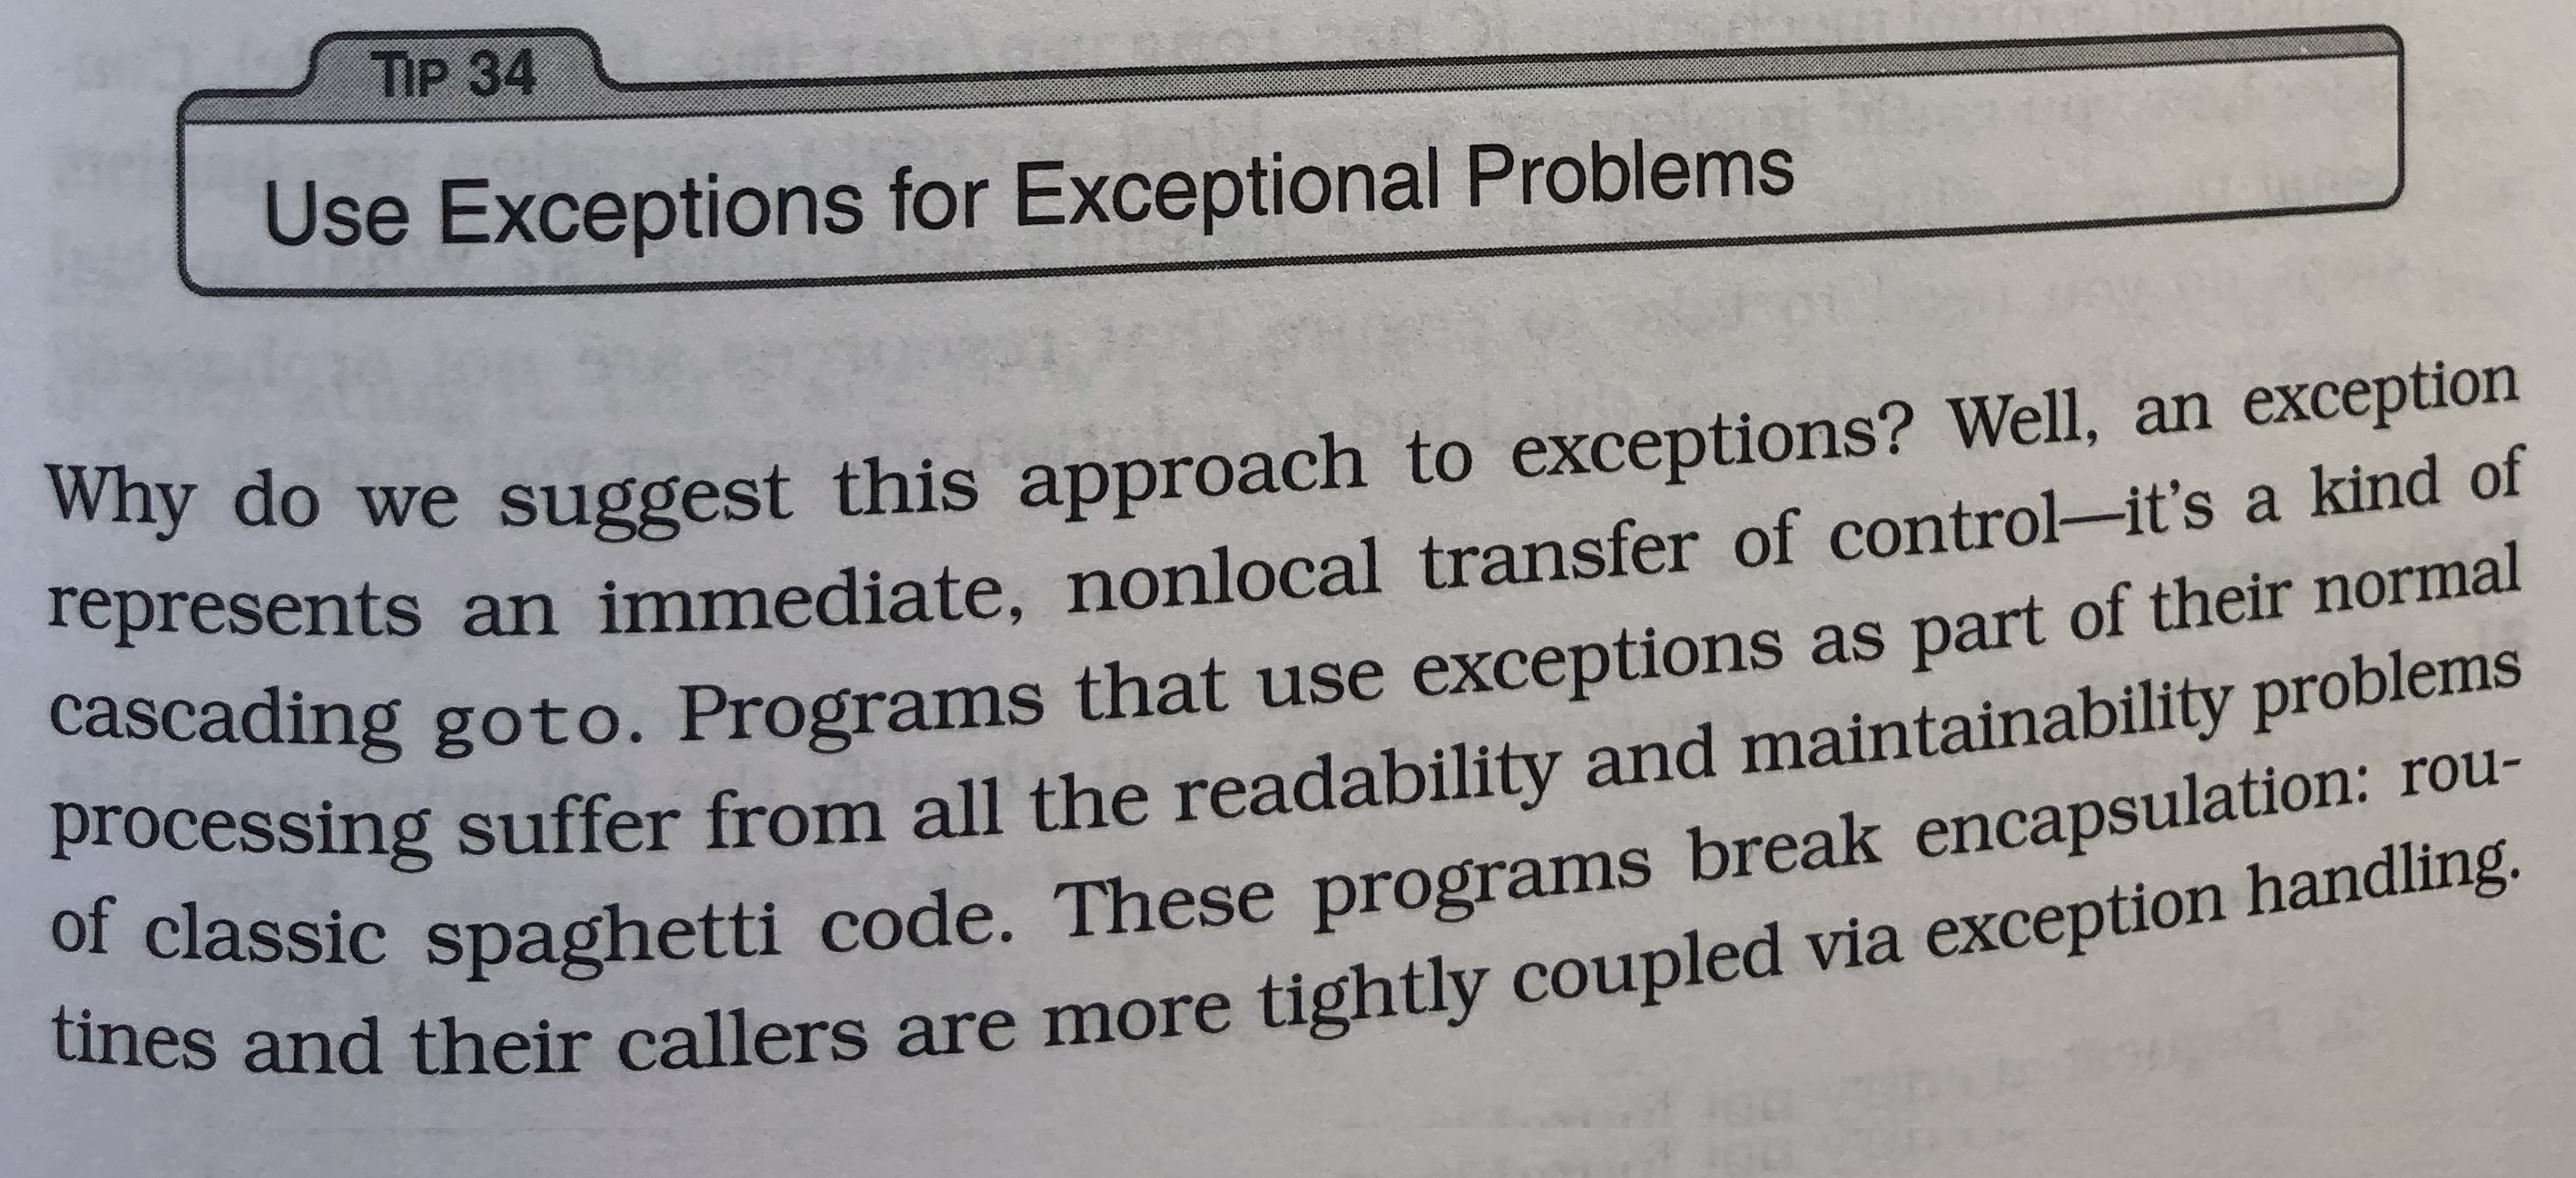 TIP 34
Use Exceptions for Exceptional Problems
Why do we suggest this approach to exceptions? Well, an exception
represents an immediate, nonlocal transfer of control—it's a kind of
cascading goto. Programs that use exceptions as part of their normal
processing suffer from all the readability and maintainability problems
of classic spaghetti code. These programs break encapsulation: rou-
tines and their callers are more tightly coupled via exception handling.